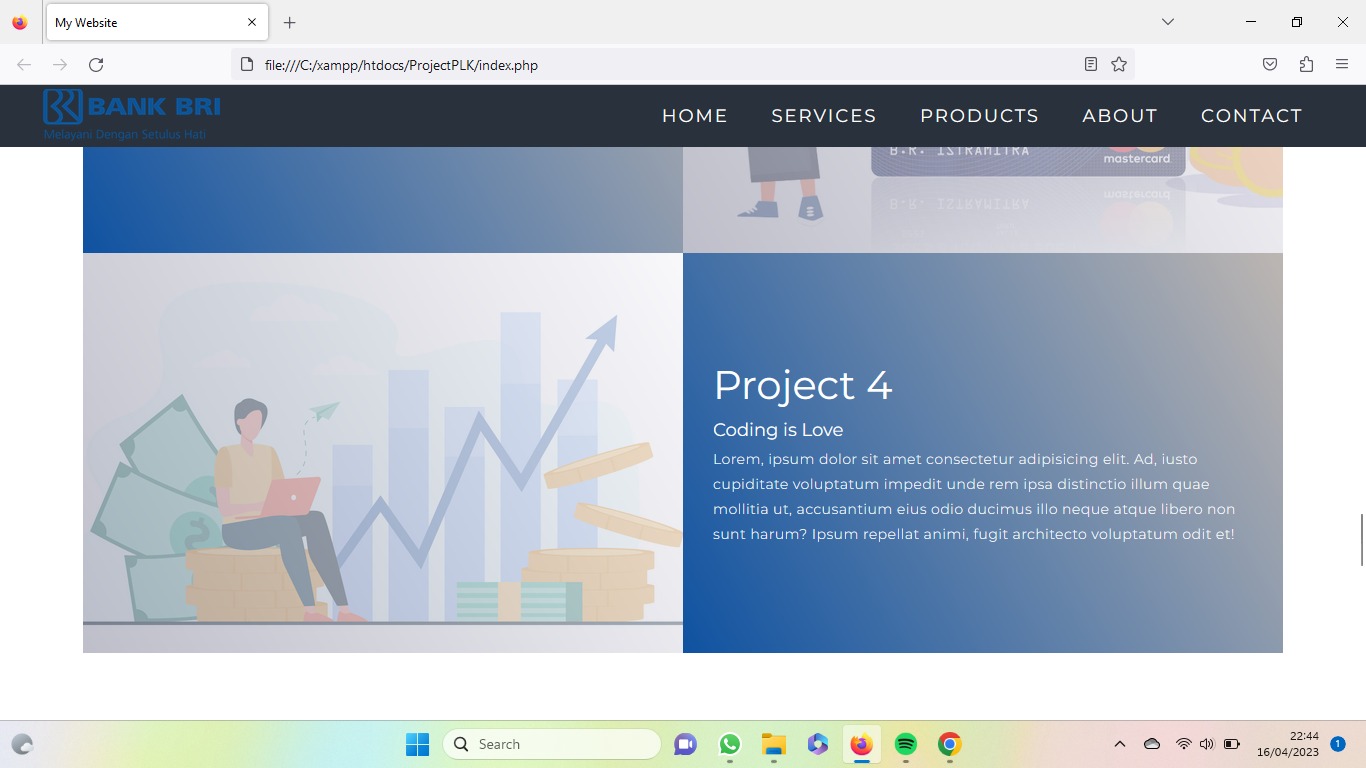 My Website
file:///C:/xampp/htdocs/ProjectPLK/index.php
BANK BRI
Melayani Dengan Setulus Hati
HOME SERVICES PRODUCTS ABOUT CONTACT
B.R. IZTRAMITRA
mastercard
Project 4
Coding is Love
Lorem, ipsum dolor sit amet consectetur adipisicing elit. Ad, iusto
cupiditate voluptatum impedit unde rem ipsa distinctio illum quae
mollitia ut, accusantium eius odio ducimus illo neque atque libero non
sunt harum? Ipsum repellat animi, fugit architecto voluptatum odit et!
Search
22:44
16/04/2023
1